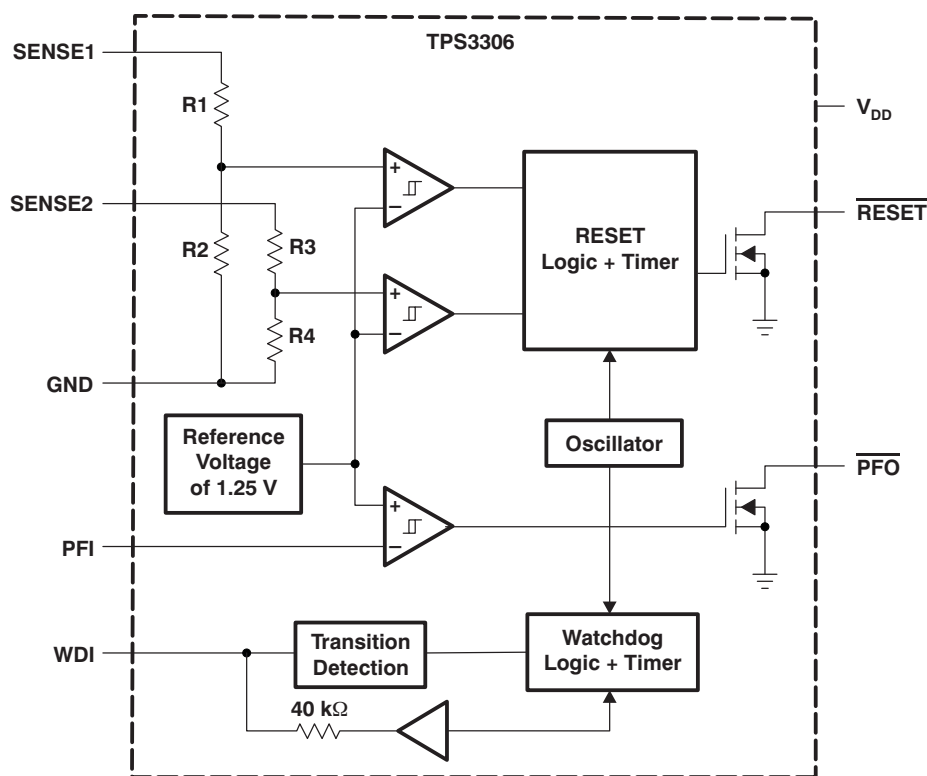 TPS3306
SENSE1
R1
V_DD
SENSE2
+
−
RESET
R2
R3
RESET
Logic + Timer
+
−
R4
GND
Reference
Voltage
of 1.25 V
Oscillator
PFO
+
−
PFI
WDI
Transition
Detection
Watchdog
Logic + Timer
40 kΩ